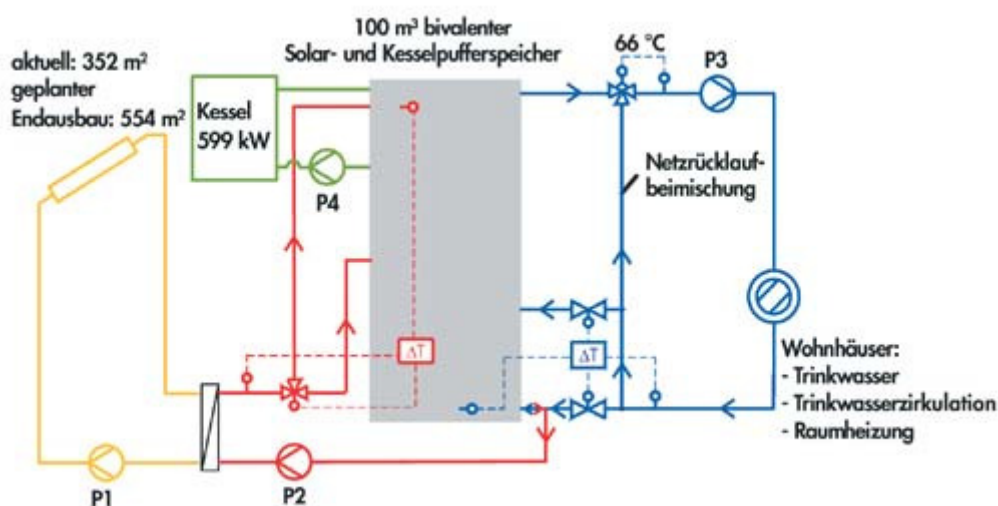 100 m³ bivalenter
Solar- und Kesselpufferspeicher
aktuell: 352 m²
geplanter
Endausbau: 554 m²
66 °C
P3
Kessel
599 kW
P4
Netzrücklauf-
beimischung
ΔT
ΔT
Wohnhäuser:
- Trinkwasser
- Trinkwasserzirkulation
- Raumheizung
P1
P2